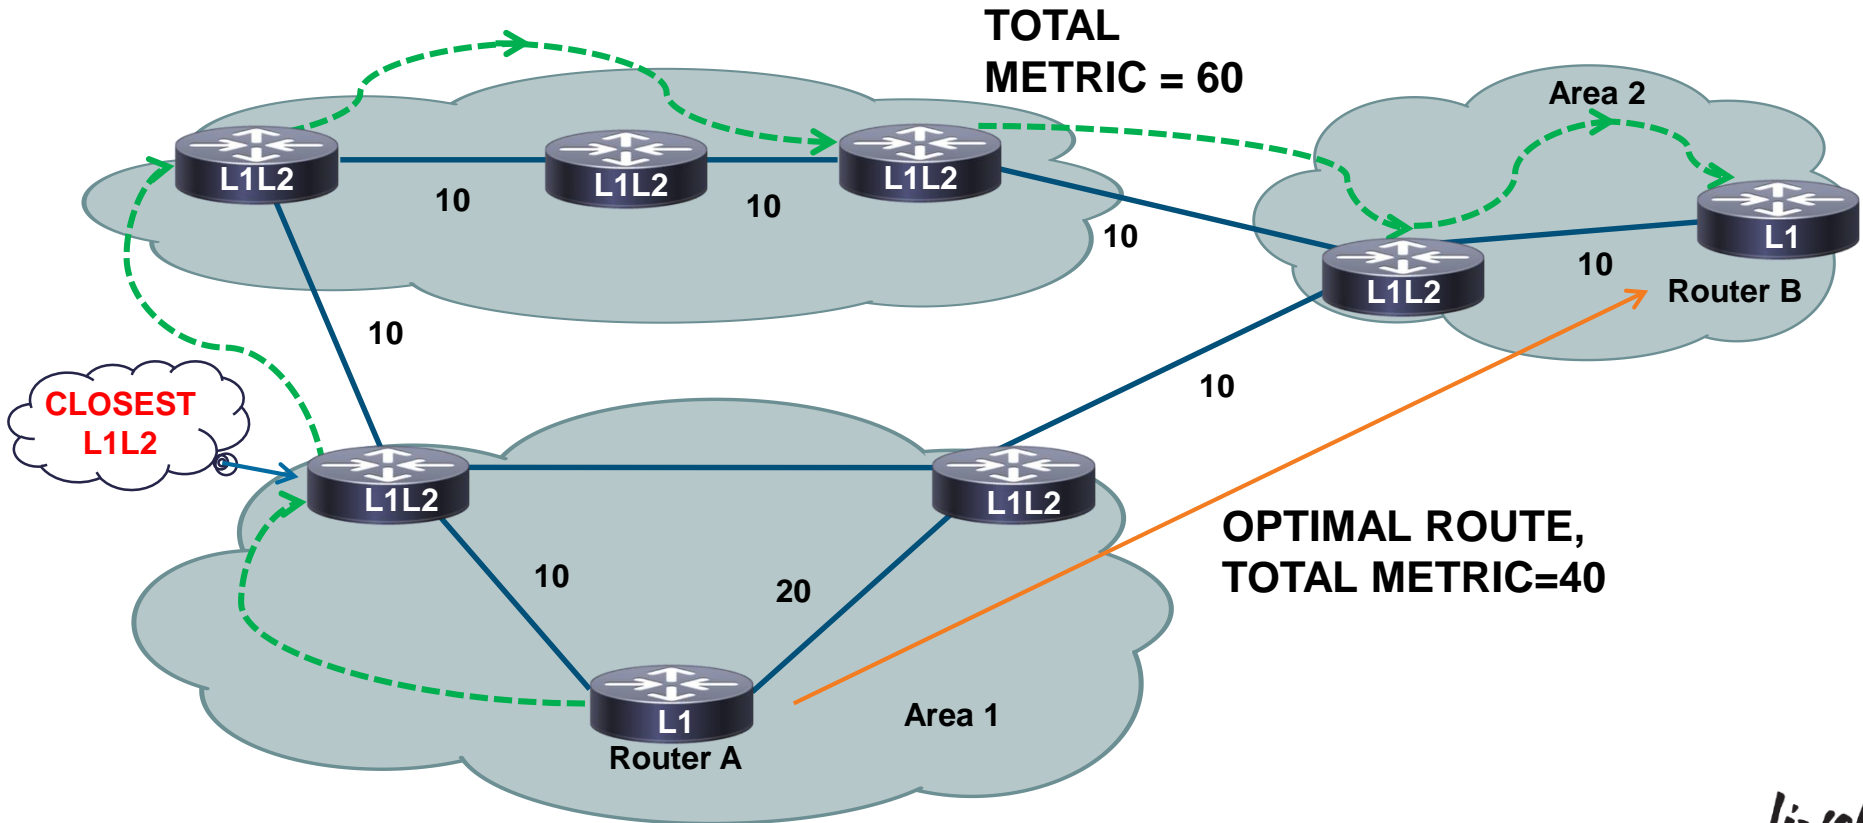 TOTAL
METRIC = 60
Area 2
L1L2
L1L2
L1L2
10
10
10
L1
L1L2
10
Router B
10
10
CLOSEST
L1L2
L1L2
L1L2
OPTIMAL ROUTE,
TOTAL METRIC=40
10
20
L1
Router A
Area 1